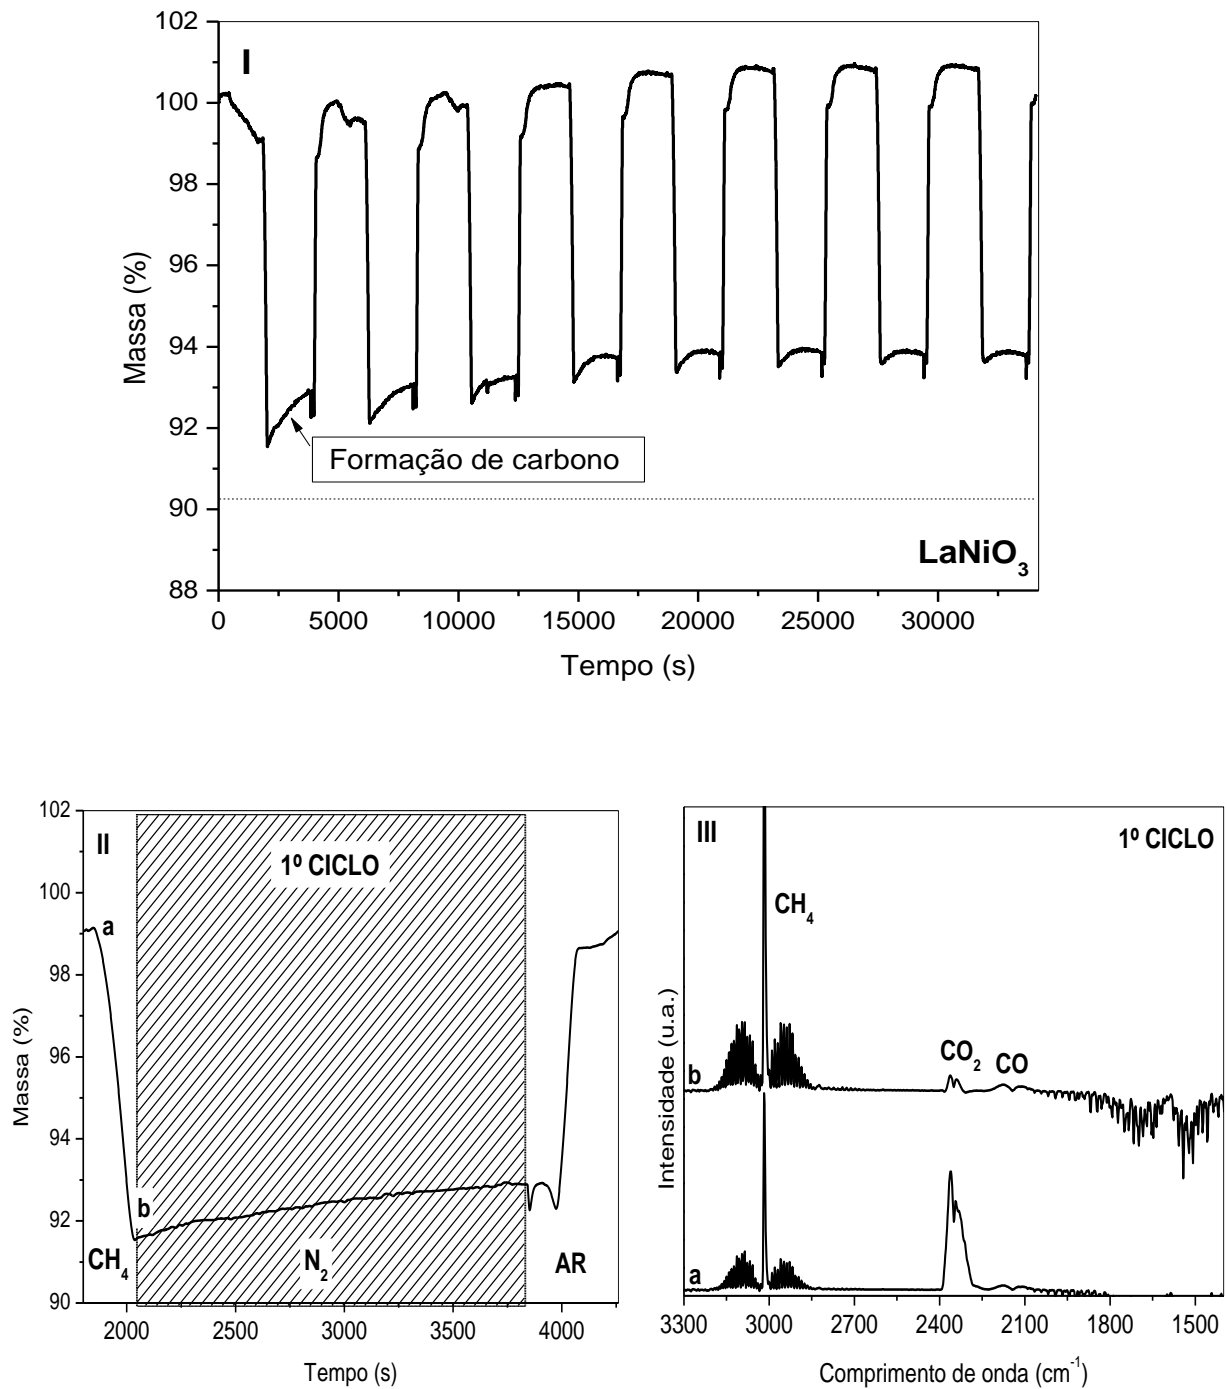 I
102
100
98
96
94
92
90
88
Massa (%)
Formação de carbono
LaNiO₃
0 5000 10000 15000 20000 25000 30000
Tempo (s)
II
1º CICLO
102
100
98
96
94
92
90
Massa (%)
a
b
CH₄ N₂ AR
2000 2500 3000 3500 4000
Tempo (s)
III
1º CICLO
CH₄
CO₂ CO
b
a
Intensidade (u.a.)
3300 3000 2700 2400 2100 1800 1500
Comprimento de onda (cm⁻¹)